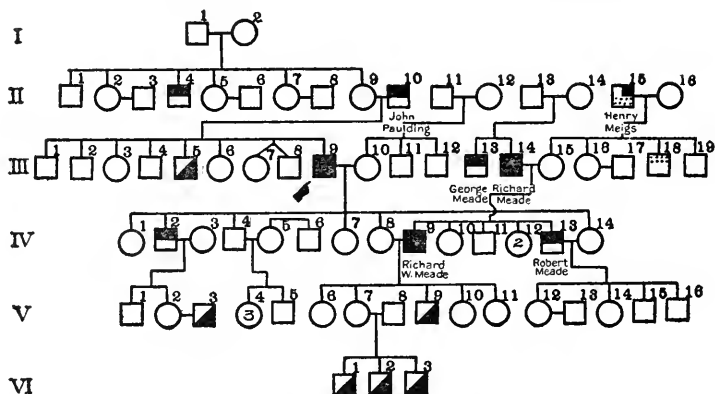 1 2
I
1 2 3 4 5 6 7 8 9 10 11 12 13 14 15 16
II
John Paulding
Henry Meigs
1 2 3 4 5 6 7 8 9 10 11 12 13 14 15 16 17 18 19
III
George Meade
Richard Meade
1 2 3 4 5 6 7 8 9 10 11 12 13 14
IV
2
Richard W. Meade
Robert Meade
1 2 3 4 5 6 7 8 9 10 11 12 13 14 15 16
V
3
1 2 3
VI